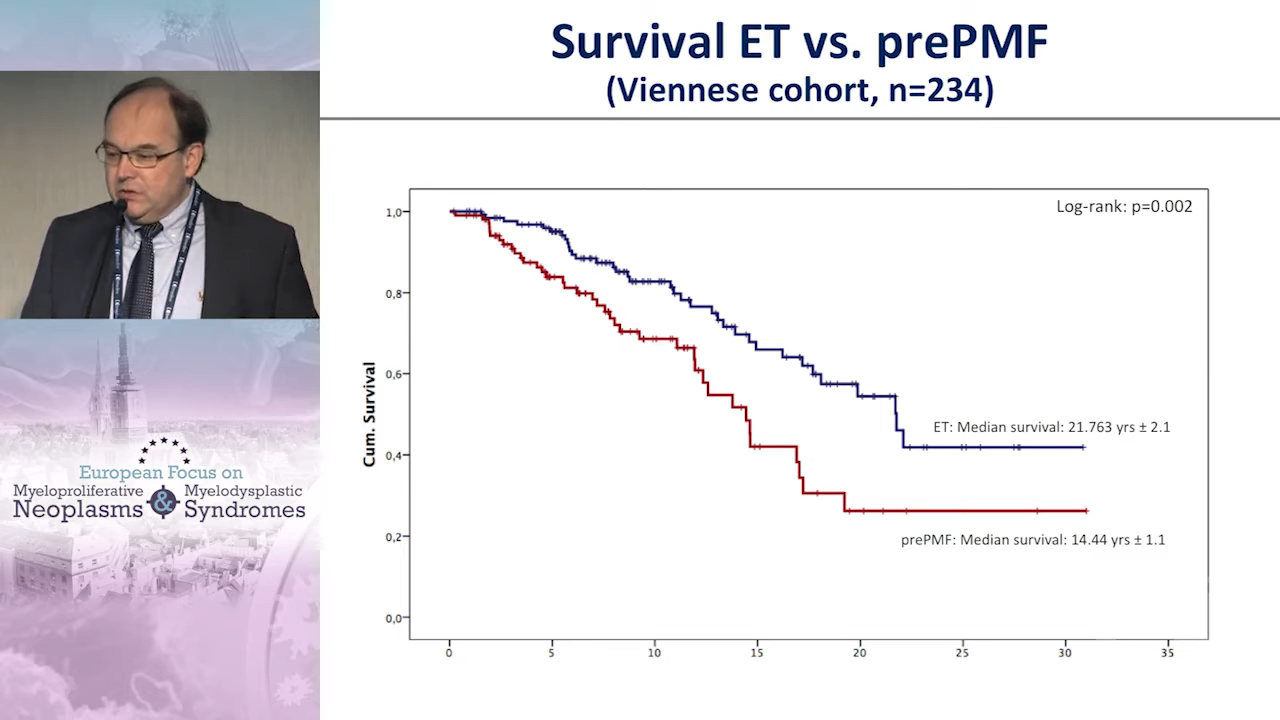 Survival ET vs. prePMF
(Viennese cohort, n=234)
Log-rank: p=0.002
1,0
0,8
0,6
0,4
0,2
0,0
Cum. Survival
ET: Median survival: 21.763 yrs ± 2.1
prePMF: Median survival: 14.44 yrs ± 1.1
0 5 10 15 20 25 30 35
European Focus on
Myeloproliferative & Myelodysplastic
Neoplasms Syndromes